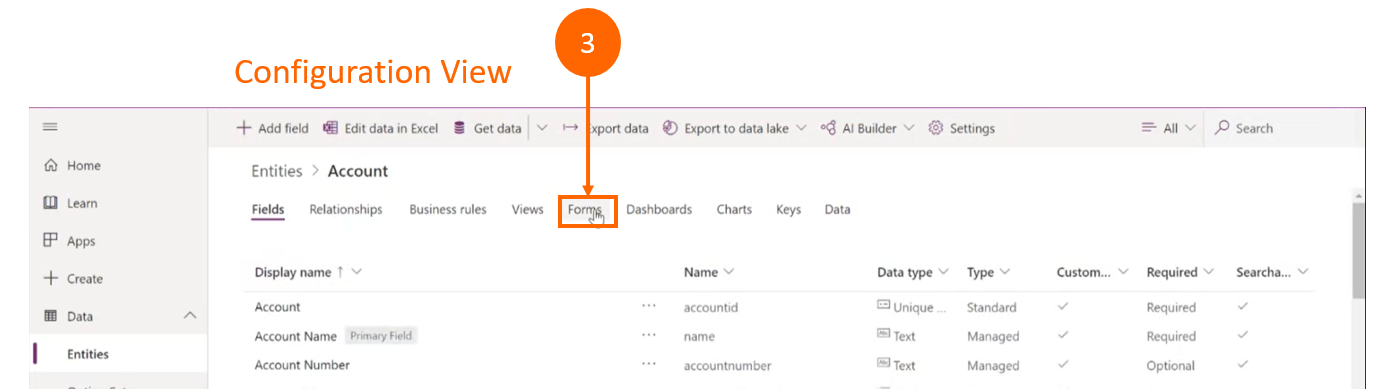 3
Configuration View
Add field Edit data in Excel Get data Export data Export to data lake AI Builder Settings All Search
Home
Learn
Apps
Create
Data
Entities
Entities > Account
Fields Relationships Business rules Views Forms Dashboards Charts Keys Data
Display name ↑ Name Data type Type Custom... Required Searcha...
Account ... accountid Unique ... Standard Required
Account Name Primary Field ... name Abc Text Managed Required
Account Number ... accountnumber Abc Text Managed Optional